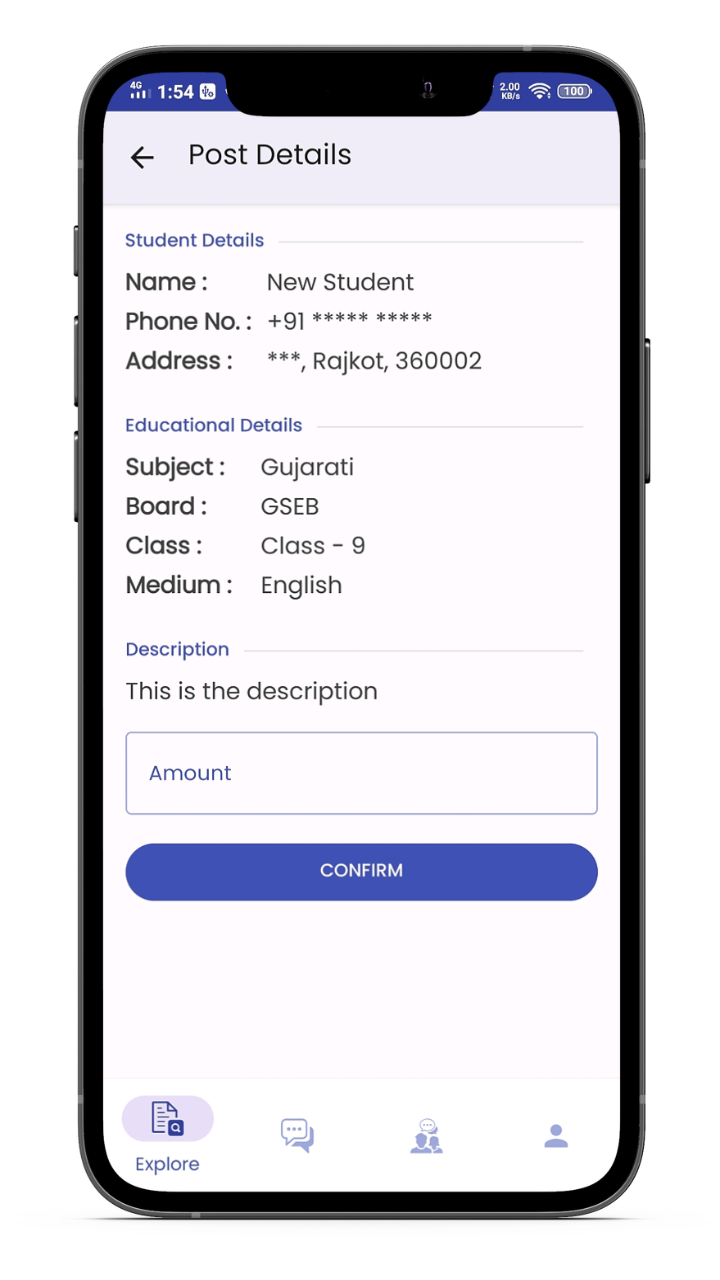 4G 1:54 2.00 KB/s 100
Post Details
Student Details
Name : New Student
Phone No. : +91 ***** *****
Address : ***, Rajkot, 360002
Educational Details
Subject : Gujarati
Board : GSEB
Class : Class - 9
Medium : English
Description
This is the description
Amount
CONFIRM
Explore